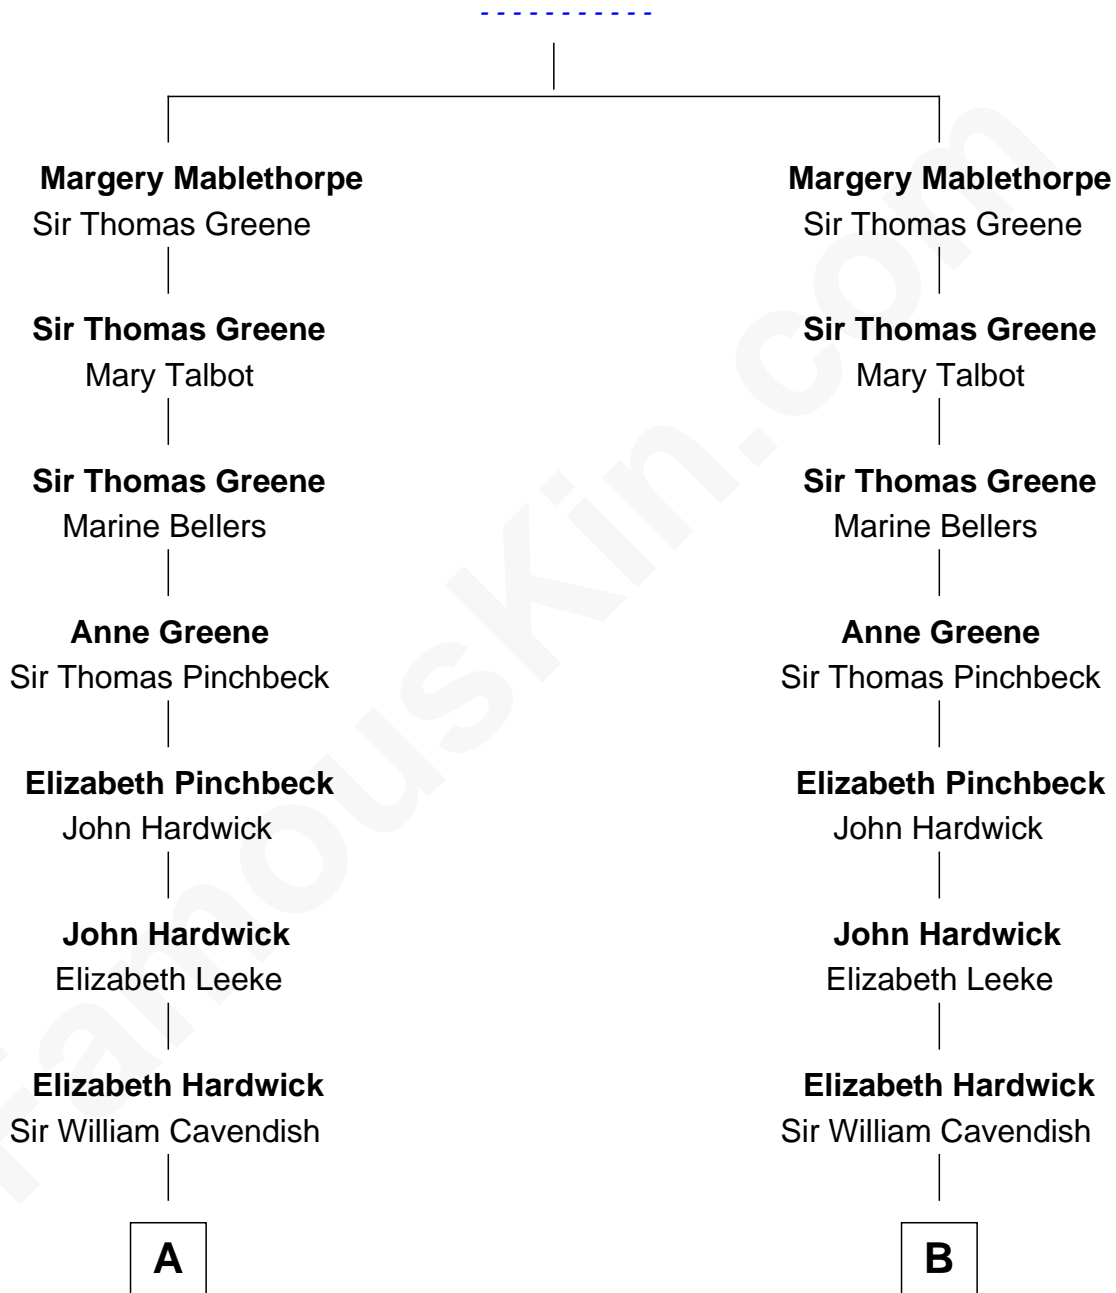 - - - - - - - - - - -
Margery Mablethorpe Margery Mablethorpe
Sir Thomas Greene Sir Thomas Greene
Sir Thomas Greene Sir Thomas Greene
Mary Talbot Mary Talbot
Sir Thomas Greene Sir Thomas Greene
Marine Bellers Marine Bellers
Anne Greene Anne Greene
Sir Thomas Pinchbeck Sir Thomas Pinchbeck
Elizabeth Pinchbeck Elizabeth Pinchbeck
John Hardwick John Hardwick
John Hardwick John Hardwick
Elizabeth Leeke Elizabeth Leeke
Elizabeth Hardwick Elizabeth Hardwick
Sir William Cavendish Sir William Cavendish
A B
FamousKin.com